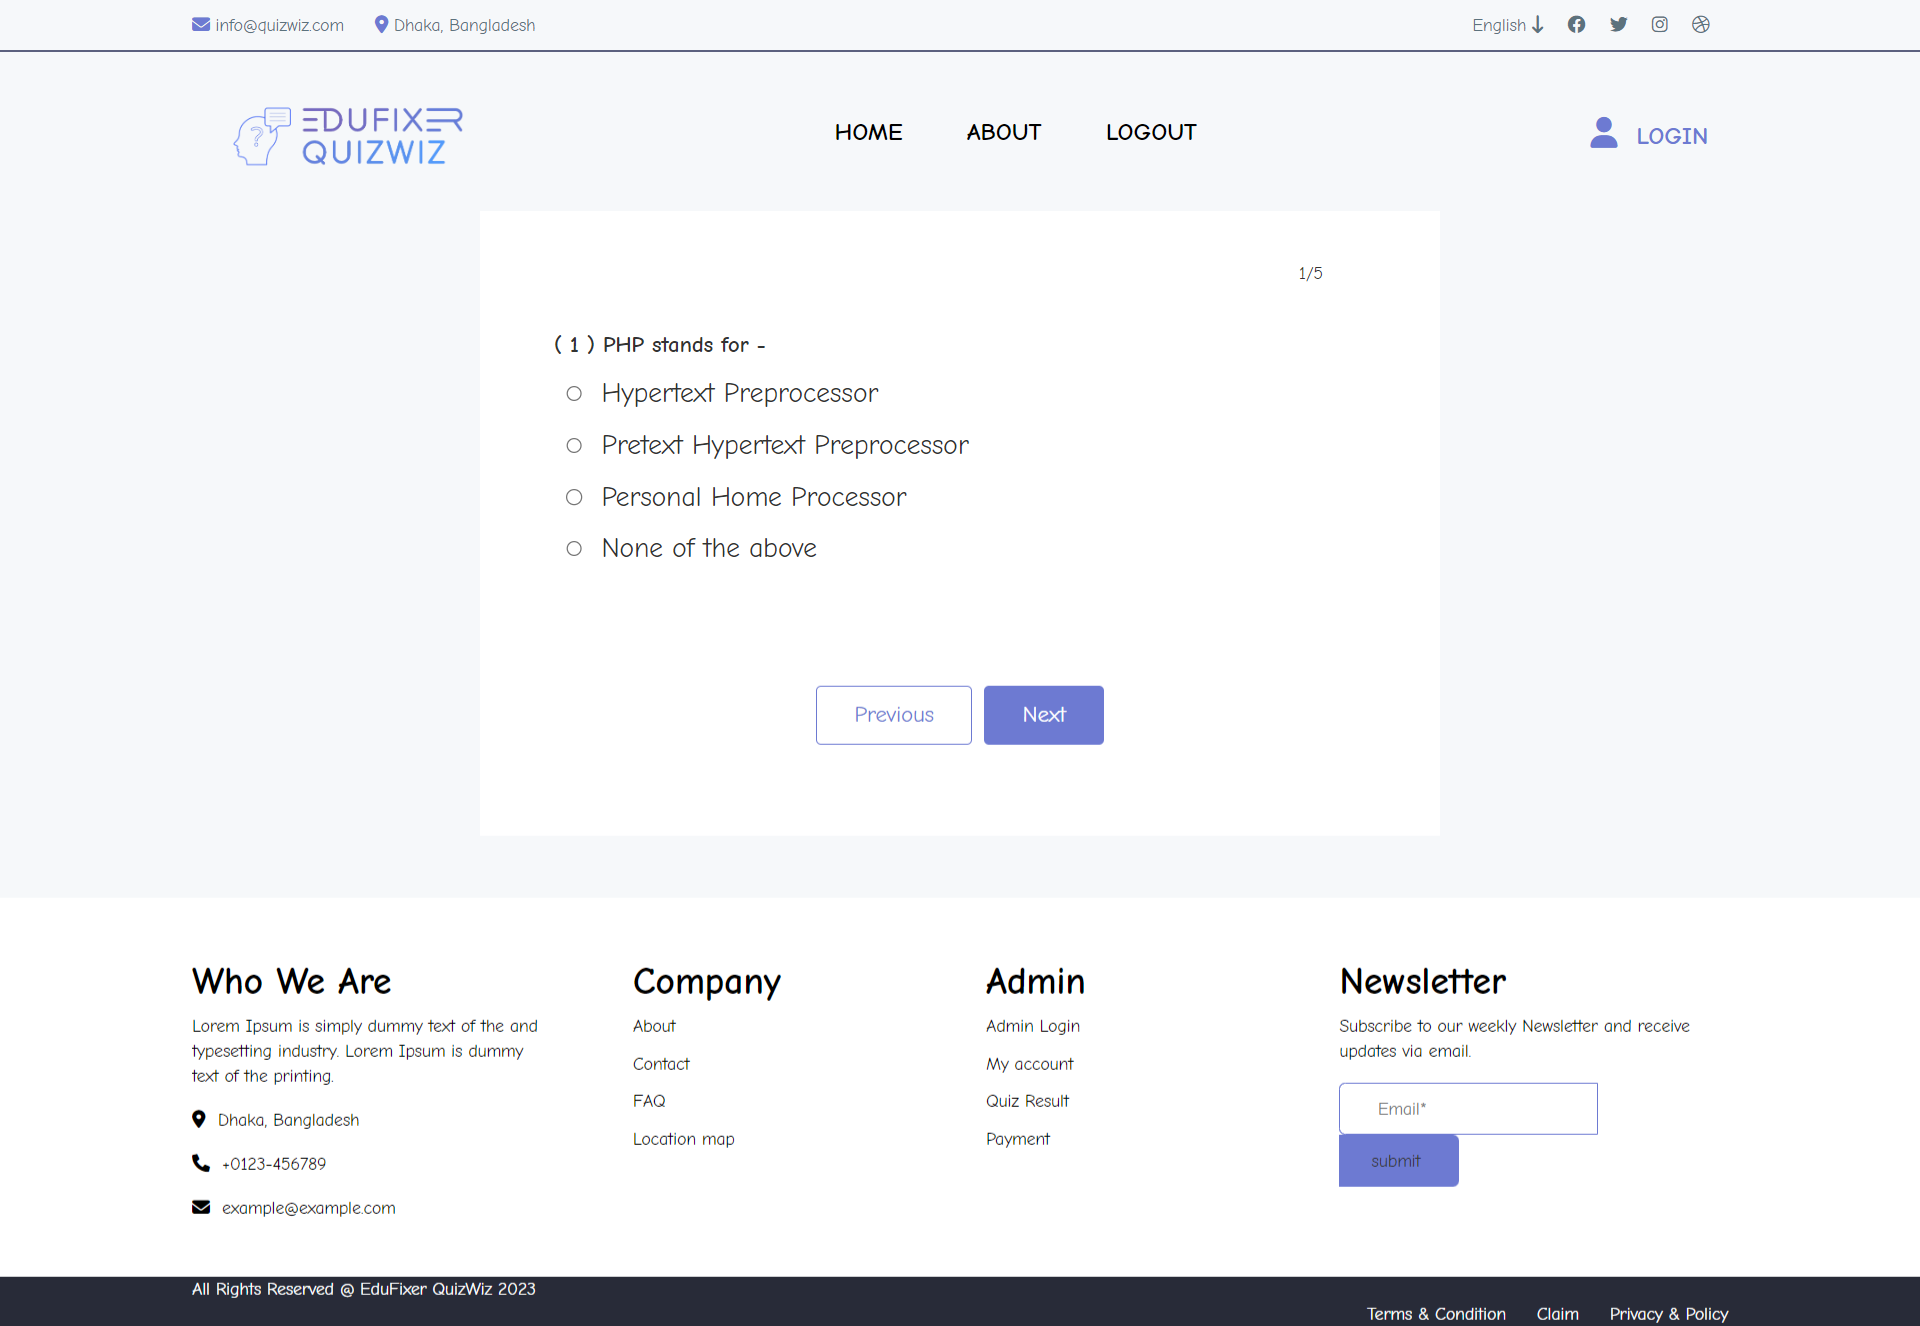 info@quizwiz.com Dhaka, Bangladesh English
EDUFIXER
QUIZWIZ
HOME ABOUT LOGOUT LOGIN
1/5
( 1 ) PHP stands for -
Hypertext Preprocessor
Pretext Hypertext Preprocessor
Personal Home Processor
None of the above
Previous Next
Who We Are
Lorem Ipsum is simply dummy text of the and
typesetting industry. Lorem Ipsum is dummy
text of the printing.
Dhaka, Bangladesh
+0123-456789
example@example.com
Company
About
Contact
FAQ
Location map
Admin
Admin Login
My account
Quiz Result
Payment
Newsletter
Subscribe to our weekly Newsletter and receive
updates via email.
Email*
submit
All Rights Reserved @ EduFixer QuizWiz 2023
Terms & Condition Claim Privacy & Policy